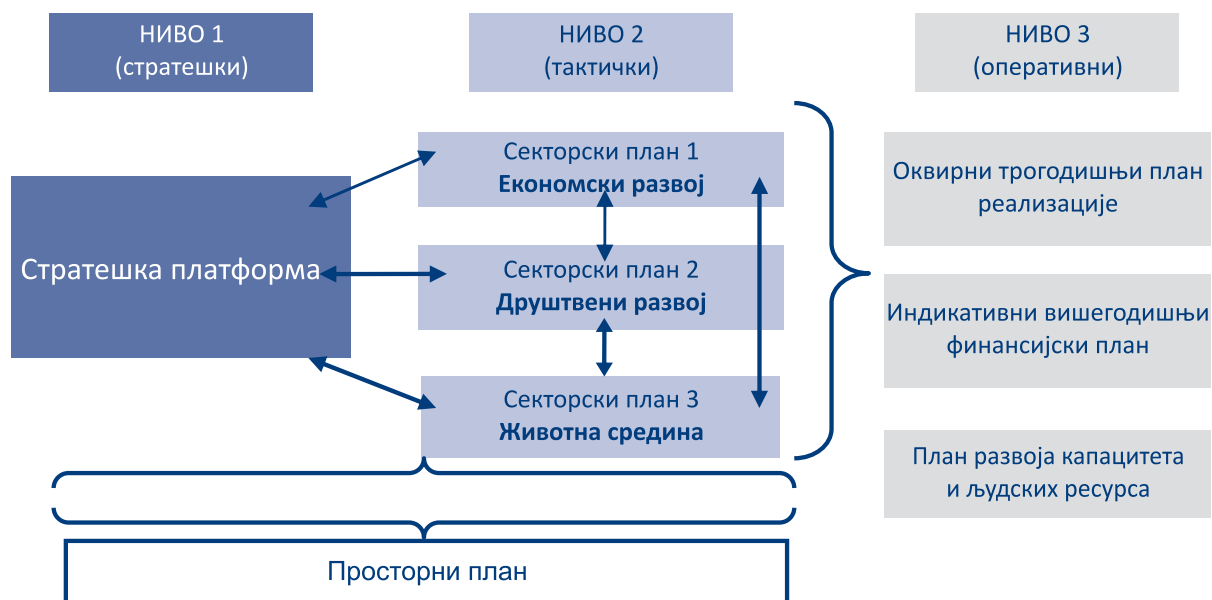 НИВО 1
(стратешки)
НИВО 2
(тактички)
НИВО 3
(оперативни)
Стратешка платформа
Секторски план 1
Економски развој
Секторски план 2
Друштвени развој
Секторски план 3
Животна средина
Оквирни трогодишњи план
реализације
Индикативни вишегодишњи
финансијски план
План развоја капацитета
и људских ресурса
Просторни план